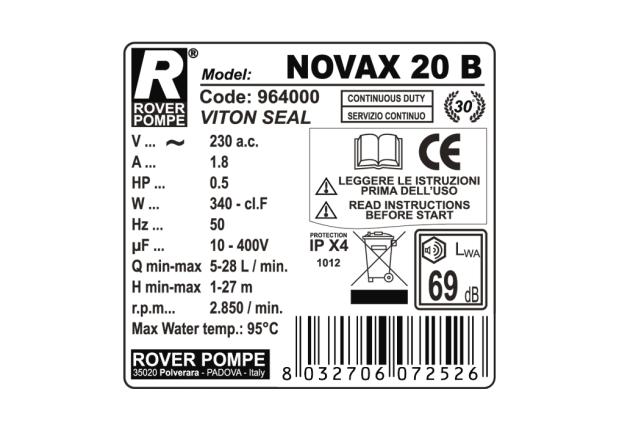 R®
ROVER
POMPE
Model: NOVAX 20 B
Code: 964000
VITON SEAL
CONTINUOUS DUTY
SERVIZIO CONTINUO
30°
V ... ~ 230 a.c.
A ... 1.8
HP ... 0.5
W ... 340 - cl.F
Hz ... 50
µF ... 10 - 400V
Q min-max 5-28 L / min.
H min-max 1-27 m
r.p.m... 2.850 / min.
Max Water temp.: 95°C
CE
LEGGERE LE ISTRUZIONI
PRIMA DELL'USO
READ INSTRUCTIONS
BEFORE START
PROTECTION
IP X4
1012
LWA
69 dB
ROVER POMPE
35020 Polverara - PADOVA - Italy
8 032706 072526